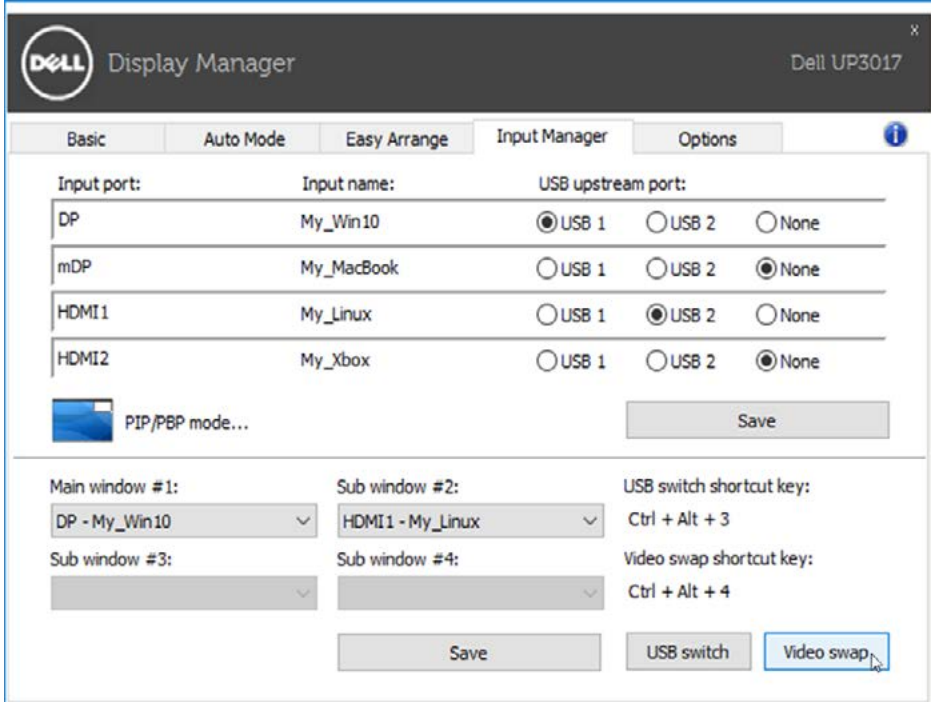 DELL Display Manager Dell UP3017 x
Basic Auto Mode Easy Arrange Input Manager Options i
Input port: Input name: USB upstream port:
DP My_Win10 USB 1 USB 2 None
mDP My_MacBook USB 1 USB 2 None
HDMI1 My_Linux USB 1 USB 2 None
HDMI2 My_Xbox USB 1 USB 2 None
PIP/PBP mode... Save
Main window #1: Sub window #2: USB switch shortcut key:
DP - My_Win10 HDMI1 - My_Linux Ctrl + Alt + 3
Sub window #3: Sub window #4: Video swap shortcut key:
Ctrl + Alt + 4
Save USB switch Video swap